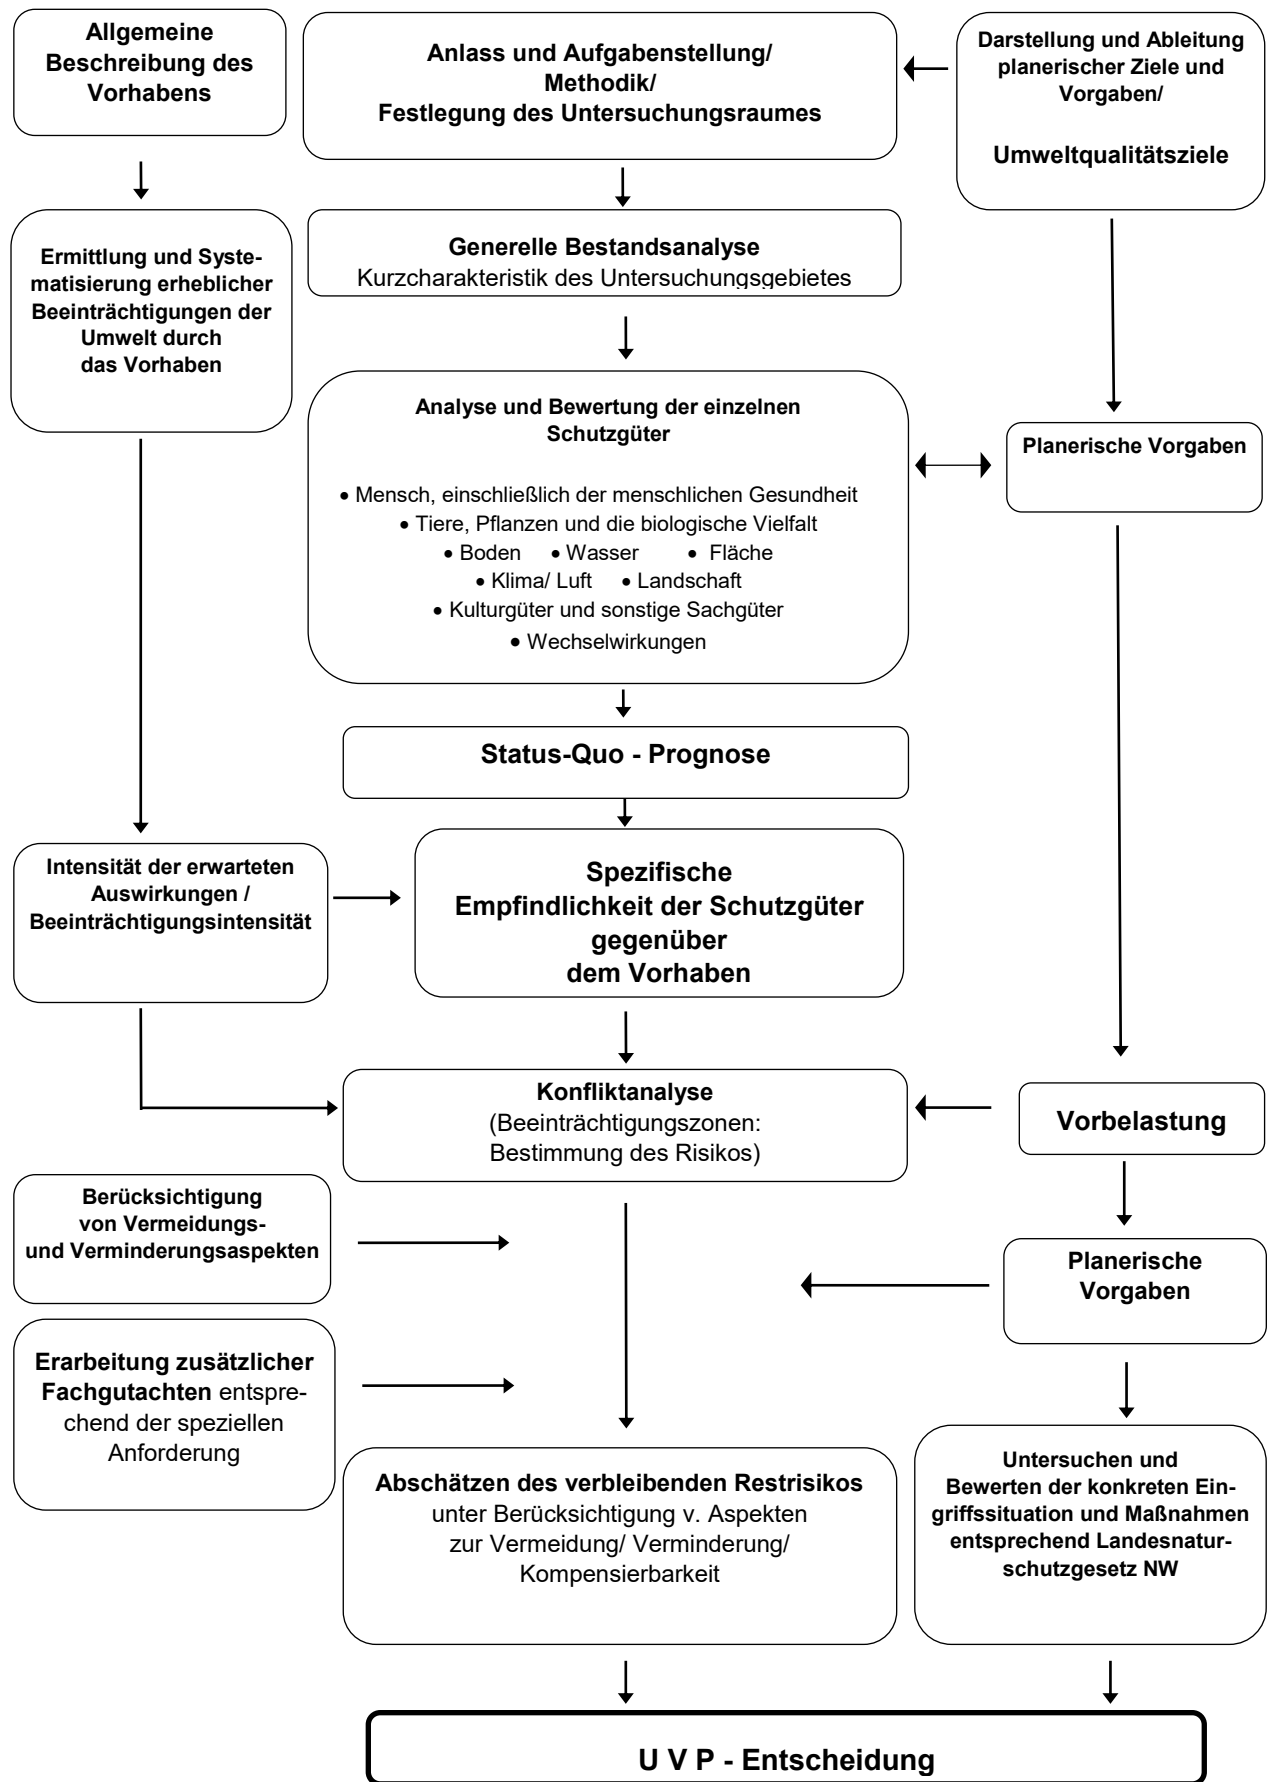 Allgemeine
Beschreibung des
Vorhabens
Anlass und Aufgabenstellung/
Methodik/
Festlegung des Untersuchungsraumes
Darstellung und Ableitung
planerischer Ziele und
Vorgaben/
Umweltqualitätsziele
Ermittlung und Syste-
matisierung erheblicher
Beeinträchtigungen der
Umwelt durch
das Vorhaben
Generelle Bestandsanalyse
Kurzcharakteristik des Untersuchungsgebietes
Analyse und Bewertung der einzelnen
Schutzgüter
• Mensch, einschließlich der menschlichen Gesundheit
• Tiere, Pflanzen und die biologische Vielfalt
• Boden • Wasser • Fläche
• Klima/ Luft • Landschaft
• Kulturgüter und sonstige Sachgüter
• Wechselwirkungen
Planerische Vorgaben
Status-Quo - Prognose
Intensität der erwarteten
Auswirkungen /
Beeinträchtigungsintensität
Spezifische
Empfindlichkeit der Schutzgüter
gegenüber
dem Vorhaben
Konfliktanalyse
(Beeinträchtigungszonen:
Bestimmung des Risikos)
Vorbelastung
Berücksichtigung
von Vermeidungs-
und Verminderungsaspekten
Planerische
Vorgaben
Erarbeitung zusätzlicher
Fachgutachten entspre-
chend der speziellen
Anforderung
Abschätzen des verbleibenden Restrisikos
unter Berücksichtigung v. Aspekten
zur Vermeidung/ Verminderung/
Kompensierbarkeit
Untersuchen und
Bewerten der konkreten Ein-
griffssituation und Maßnahmen
entsprechend Landesnatur-
schutzgesetz NW
U V P - Entscheidung